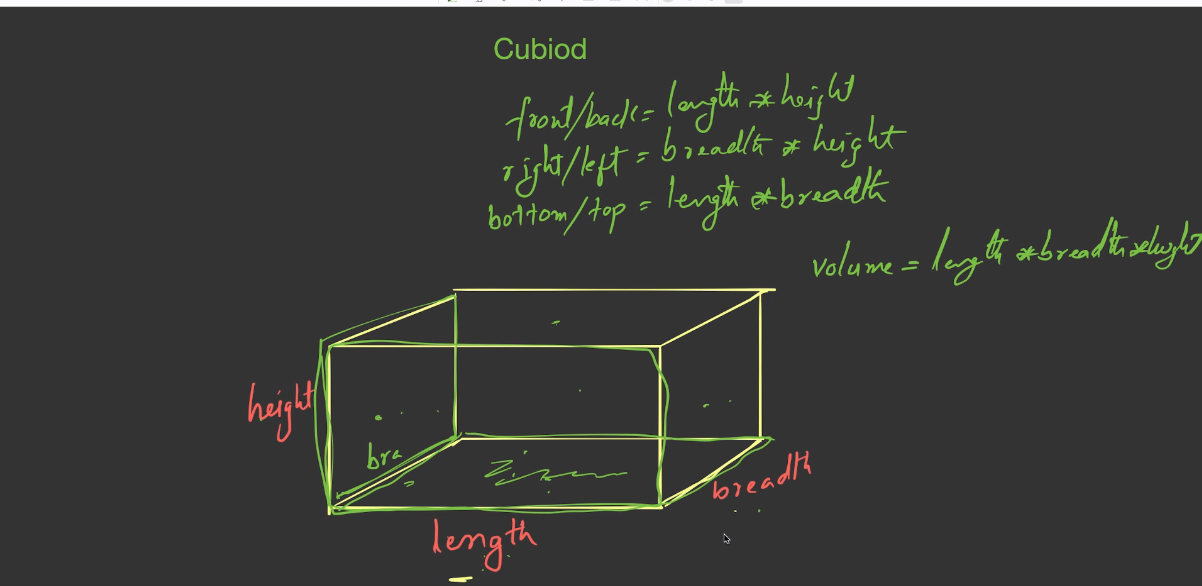 Cubiod
front/back = length * height
right/left = breadth * height
bottom/top = length * breadth
volume = length * breadth * height
height
bra
breadth
length